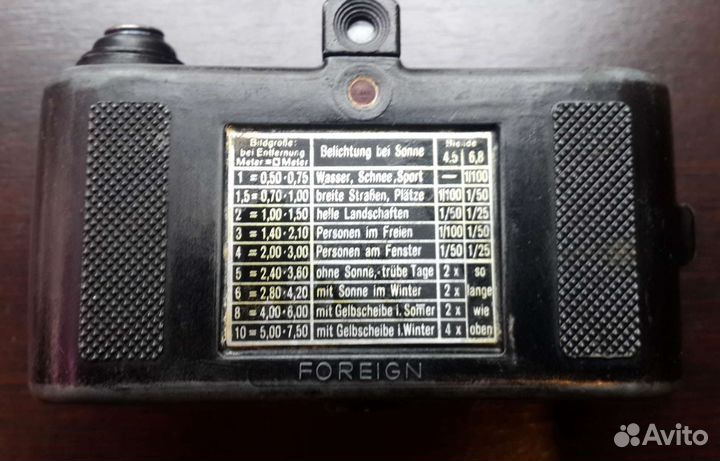 Bildgröße: Belichtung bei Sonne Blende
bei Entfernung 4,5 6,8
Meter = Meter
1 = 0,50·0,75 Wasser, Schnee, Sport — 1/100
1,5 = 0,70·1,00 breite Straßen, Plätze 1/100 1/50
2 = 1,00·1,50 helle Landschaften 1/50 1/25
3 = 1,40·2,10 Personen im Freien 1/100 1/50
4 = 2,00·3,00 Personen am Fenster 1/50 1/25
5 = 2,40·3,60 ohne Sonne,-trübe Tage 2 x so
6 = 2,80·4,20 mit Sonne im Winter 2 x lange
8 = 4,00·6,00 mit Gelbscheibe i. Somer 2 x wie
10 = 5,00·7,50 mit Gelbscheibe i. Winter 4 x oben
FOREIGN
Avito